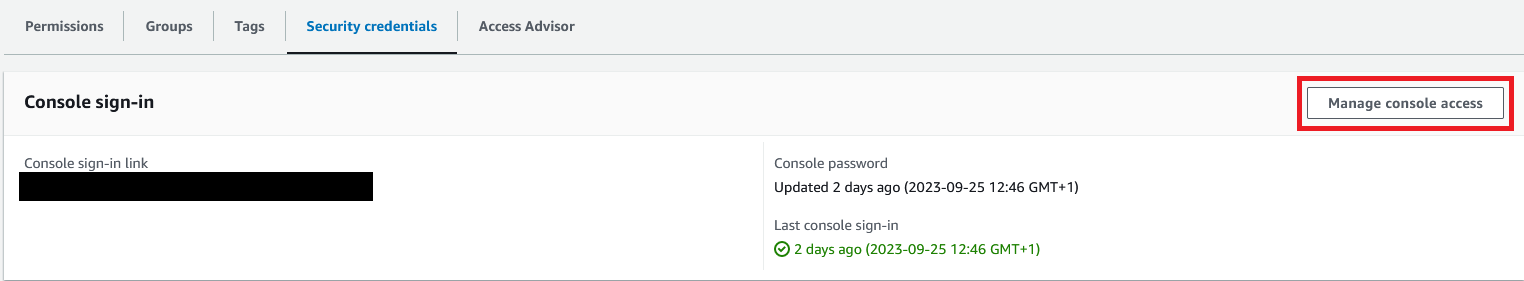 Permissions
Groups
Tags
Security credentials
Access Advisor
Console sign-in
Manage console access
Console sign-in link
Console password
Updated 2 days ago (2023-09-25 12:46 GMT+1)
Last console sign-in
2 days ago (2023-09-25 12:46 GMT+1)